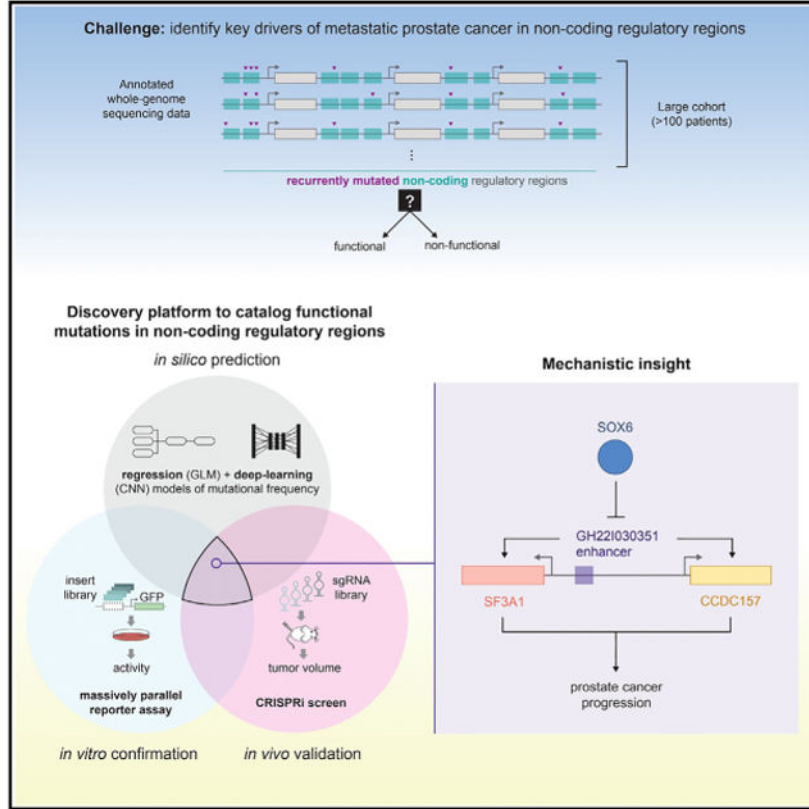 Challenge: identify key drivers of metastatic prostate cancer in non-coding regulatory regions
Annotated
whole-genome
sequencing data
Large cohort
(>100 patients)
recurrently mutated non-coding regulatory regions
?
functional
non-functional
Discovery platform to catalog functional
mutations in non-coding regulatory regions
in silico prediction
regression (GLM) + deep-learning
(CNN) models of mutational frequency
insert
library
GFP
activity
massively parallel
reporter assay
in vitro confirmation
sgRNA
library
tumor volume
CRISPRi screen
in vivo validation
Mechanistic insight
SOX6
GH22I030351
enhancer
SF3A1
CCDC157
prostate cancer
progression